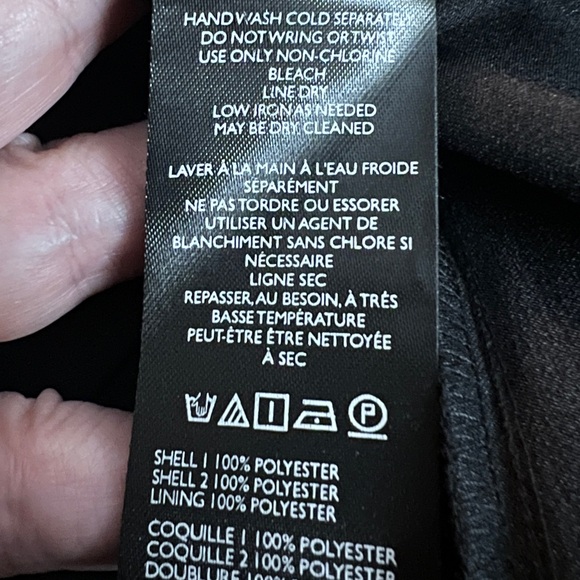 HAND WASH COLD SEPARATELY
DO NOT WRING OR TWIST
USE ONLY NON-CHLORINE
BLEACH
LINE DRY
LOW IRON AS NEEDED
MAY BE DRY CLEANED
LAVER À LA MAIN À L'EAU FROIDE
SÉPARÉMENT
NE PAS TORDRE OU ESSORER
UTILISER UN AGENT DE
BLANCHIMENT SANS CHLORE SI
NÉCESSAIRE
LIGNE SEC
REPASSER, AU BESOIN, À TRÈS
BASSE TEMPÉRATURE
PEUT-ÊTRE ÊTRE NETTOYÉE
À SEC
P
SHELL 1 100% POLYESTER
SHELL 2 100% POLYESTER
LINING 100% POLYESTER
COQUILLE 1 100% POLYESTER
COQUILLE 2 100% POLYESTER
DOUBLURE 100% POLYESTER